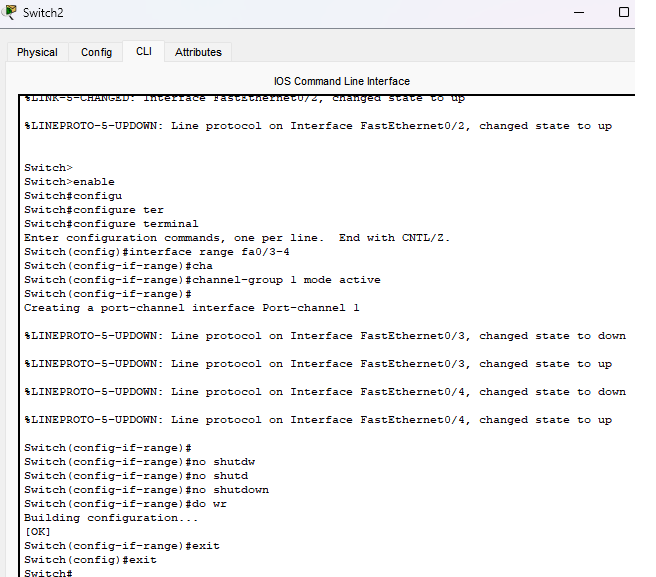 Switch2
Physical Config CLI Attributes
IOS Command Line Interface
%LINK-5-CHANGED: Interface FastEthernet0/2, changed state to up
%LINEPROTO-5-UPDOWN: Line protocol on Interface FastEthernet0/2, changed state to up
Switch>
Switch>enable
Switch#configu
Switch#configure ter
Switch#configure terminal
Enter configuration commands, one per line.  End with CNTL/Z.
Switch(config)#interface range fa0/3-4
Switch(config-if-range)#cha
Switch(config-if-range)#channel-group 1 mode active
Switch(config-if-range)#
Creating a port-channel interface Port-channel 1
%LINEPROTO-5-UPDOWN: Line protocol on Interface FastEthernet0/3, changed state to down
%LINEPROTO-5-UPDOWN: Line protocol on Interface FastEthernet0/3, changed state to up
%LINEPROTO-5-UPDOWN: Line protocol on Interface FastEthernet0/4, changed state to down
%LINEPROTO-5-UPDOWN: Line protocol on Interface FastEthernet0/4, changed state to up
Switch(config-if-range)#
Switch(config-if-range)#no shutdw
Switch(config-if-range)#no shutd
Switch(config-if-range)#no shutdown
Switch(config-if-range)#do wr
Building configuration...
[OK]
Switch(config-if-range)#exit
Switch(config)#exit
Switch#